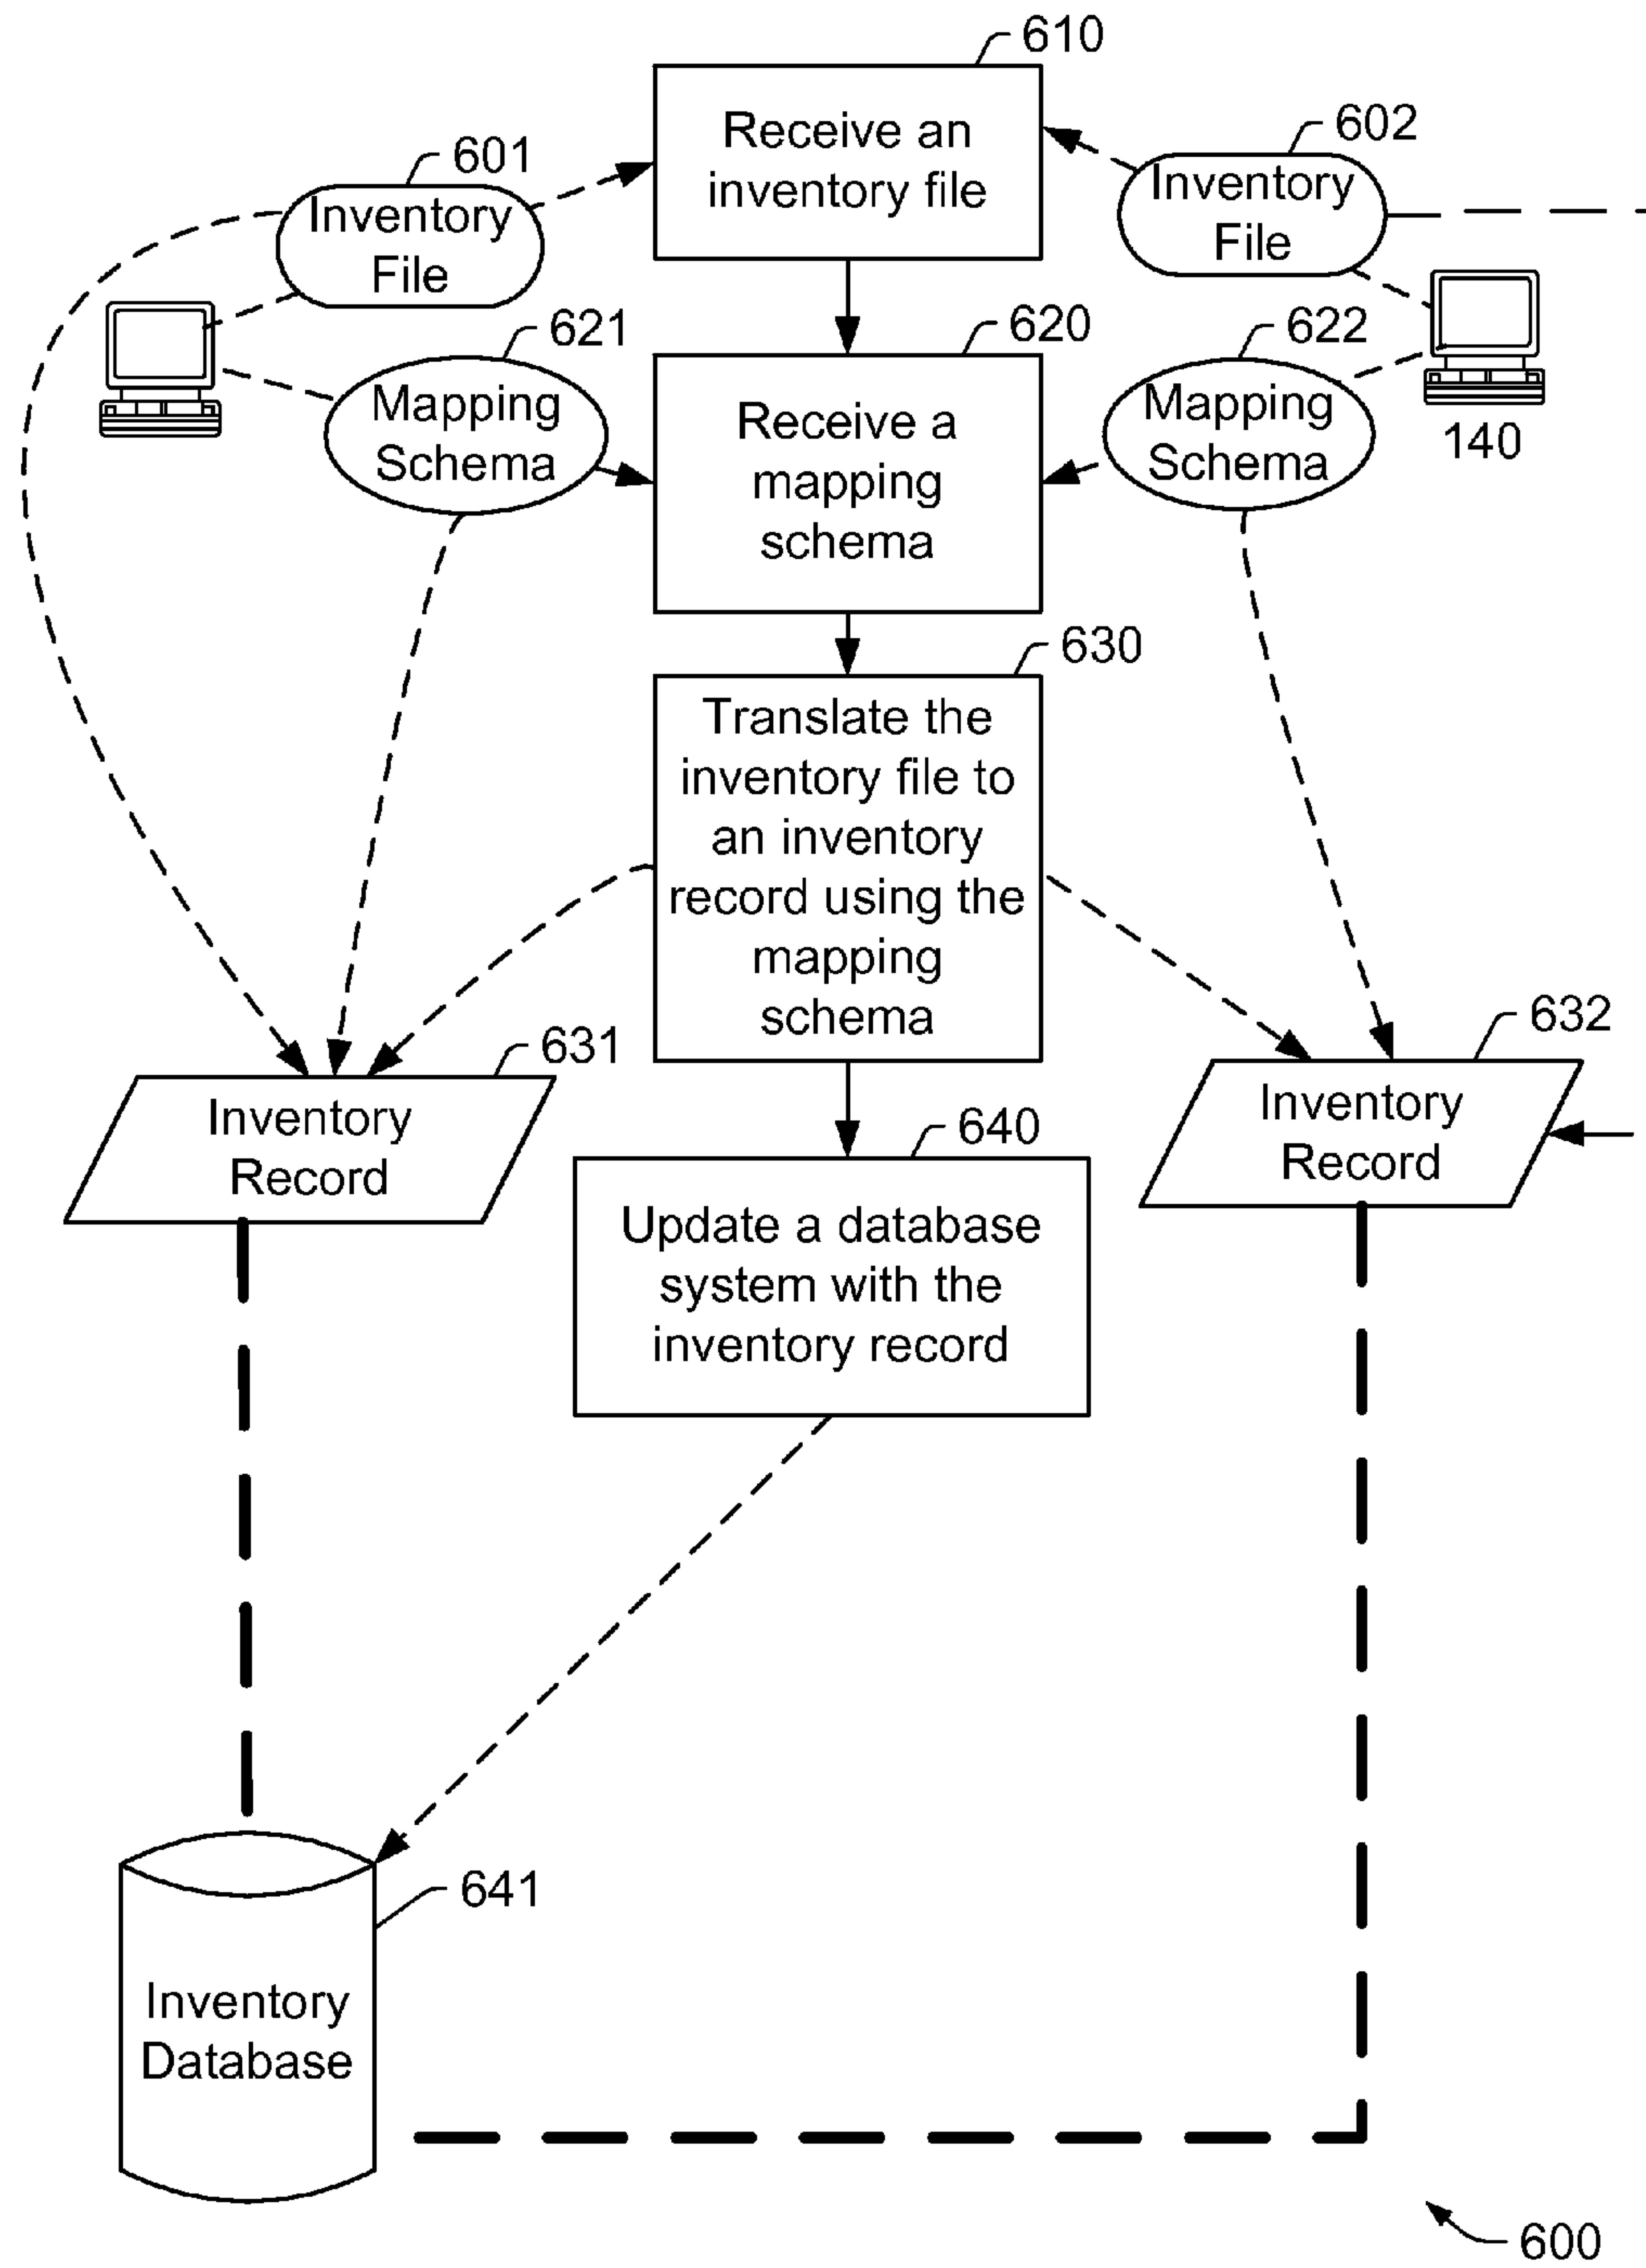 610
Receive an
inventory file
601
Inventory
File
602
Inventory
File
621
Mapping
Schema
620
Receive a
mapping
schema
622
Mapping
Schema
140
630
Translate the
inventory file to
an inventory
record using the
mapping
schema
631
Inventory
Record
632
Inventory
Record
640
Update a database
system with the
inventory record
641
Inventory
Database
600